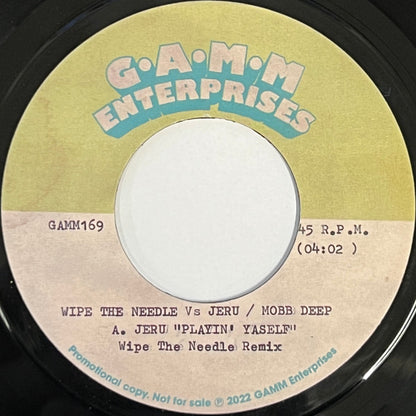 G·A·M·M
ENTERPRISES
GAMM169
45 R.P.M.
(04:02 )
WIPE THE NEEDLE Vs JERU / MOBB DEEP
A. JERU "PLAYIN' YASELF"
Wipe The Needle Remix
Promotional copy. Not for sale ℗ 2022 GAMM Enterprises